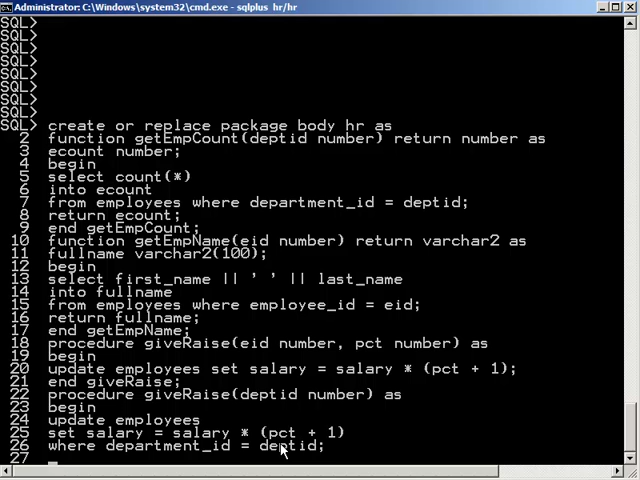 Administrator: C:\Windows\system32\cmd.exe - sqlplus hr/hr
SQL>
SQL>
SQL>
SQL>
SQL>
SQL>
SQL>
SQL>
SQL> create or replace package body hr as
2 function getEmpCount(deptid number) return number as
3 ecount number;
4 begin
5 select count(*)
6 into ecount
7 from employees where department_id = deptid;
8 return ecount;
9 end getEmpCount;
10 function getEmpName(eid number) return varchar2 as
11 fullname varchar2(100);
12 begin
13 select first_name || ' ' || last_name
14 into fullname
15 from employees where employee_id = eid;
16 return fullname;
17 end getEmpName;
18 procedure giveRaise(eid number, pct number) as
19 begin
20 update employees set salary = salary * (pct + 1);
21 end giveRaise;
22 procedure giveRaise(deptid number) as
23 begin
24 update employees
25 set salary = salary * (pct + 1)
26 where department_id = deptid;
27